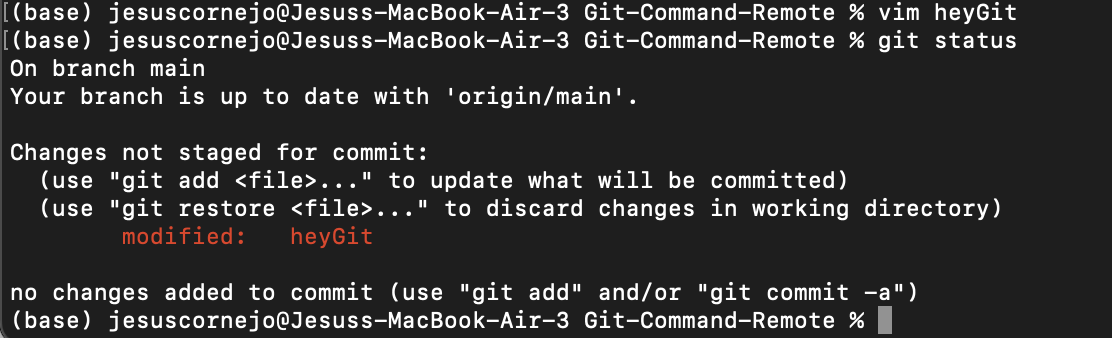 [(base) jesuscornejo@Jesuss-MacBook-Air-3 Git-Command-Remote % vim heyGit
[(base) jesuscornejo@Jesuss-MacBook-Air-3 Git-Command-Remote % git status
On branch main
Your branch is up to date with 'origin/main'.

Changes not staged for commit:
  (use "git add <file>..." to update what will be committed)
  (use "git restore <file>..." to discard changes in working directory)
        modified:   heyGit

no changes added to commit (use "git add" and/or "git commit -a")
(base) jesuscornejo@Jesuss-MacBook-Air-3 Git-Command-Remote %